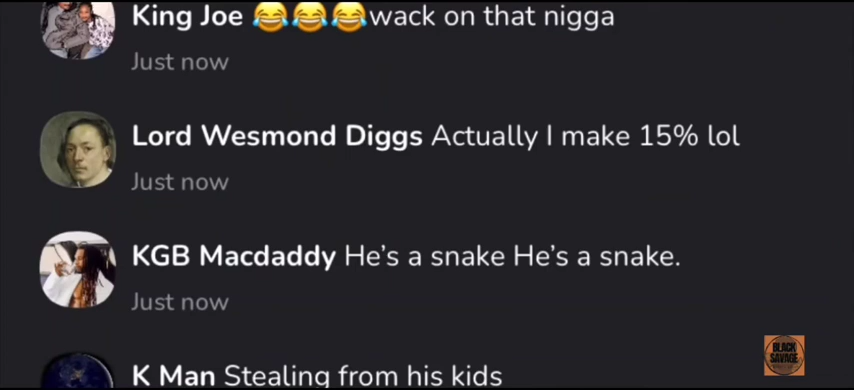 King Joe 😂😂😂wack on that nigga
Just now
Lord Wesmond Diggs Actually I make 15% lol
Just now
KGB Macdaddy He's a snake He's a snake.
Just now
K Man Stealing from his kids
BLACK
SAVAGE